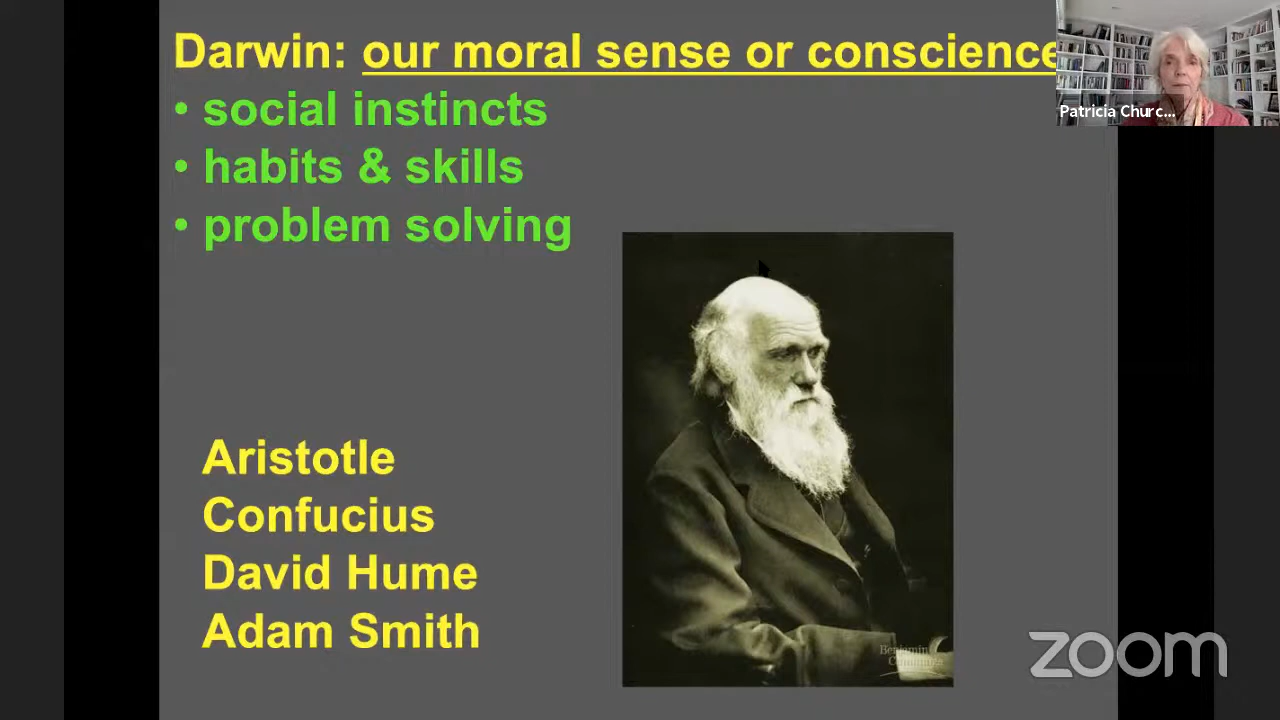 Darwin: our moral sense or conscience
• social instincts
• habits & skills
• problem solving
Aristotle
Confucius
David Hume
Adam Smith
Patricia Churc...
Benjamin
zoom